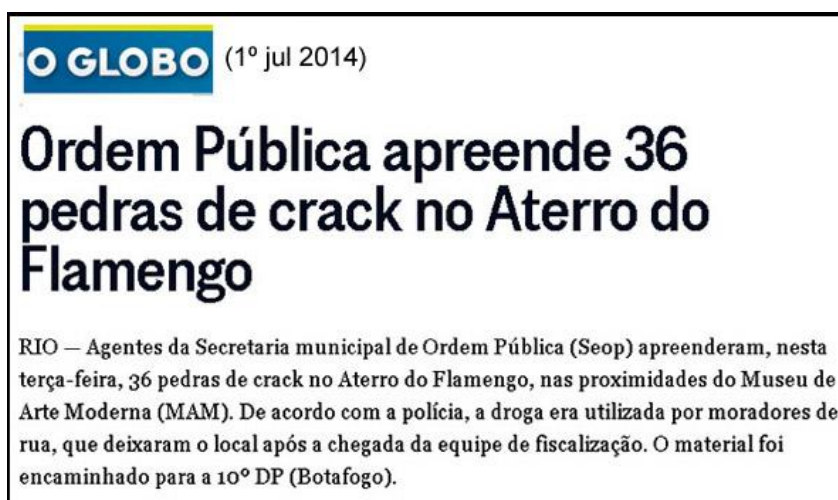 O GLOBO (1º jul 2014)
Ordem Pública apreende 36
pedras de crack no Aterro do
Flamengo
RIO — Agentes da Secretaria municipal de Ordem Pública (Seop) apreenderam, nesta
terça-feira, 36 pedras de crack no Aterro do Flamengo, nas proximidades do Museu de
Arte Moderna (MAM). De acordo com a polícia, a droga era utilizada por moradores de
rua, que deixaram o local após a chegada da equipe de fiscalização. O material foi
encaminhado para a 10º DP (Botafogo).